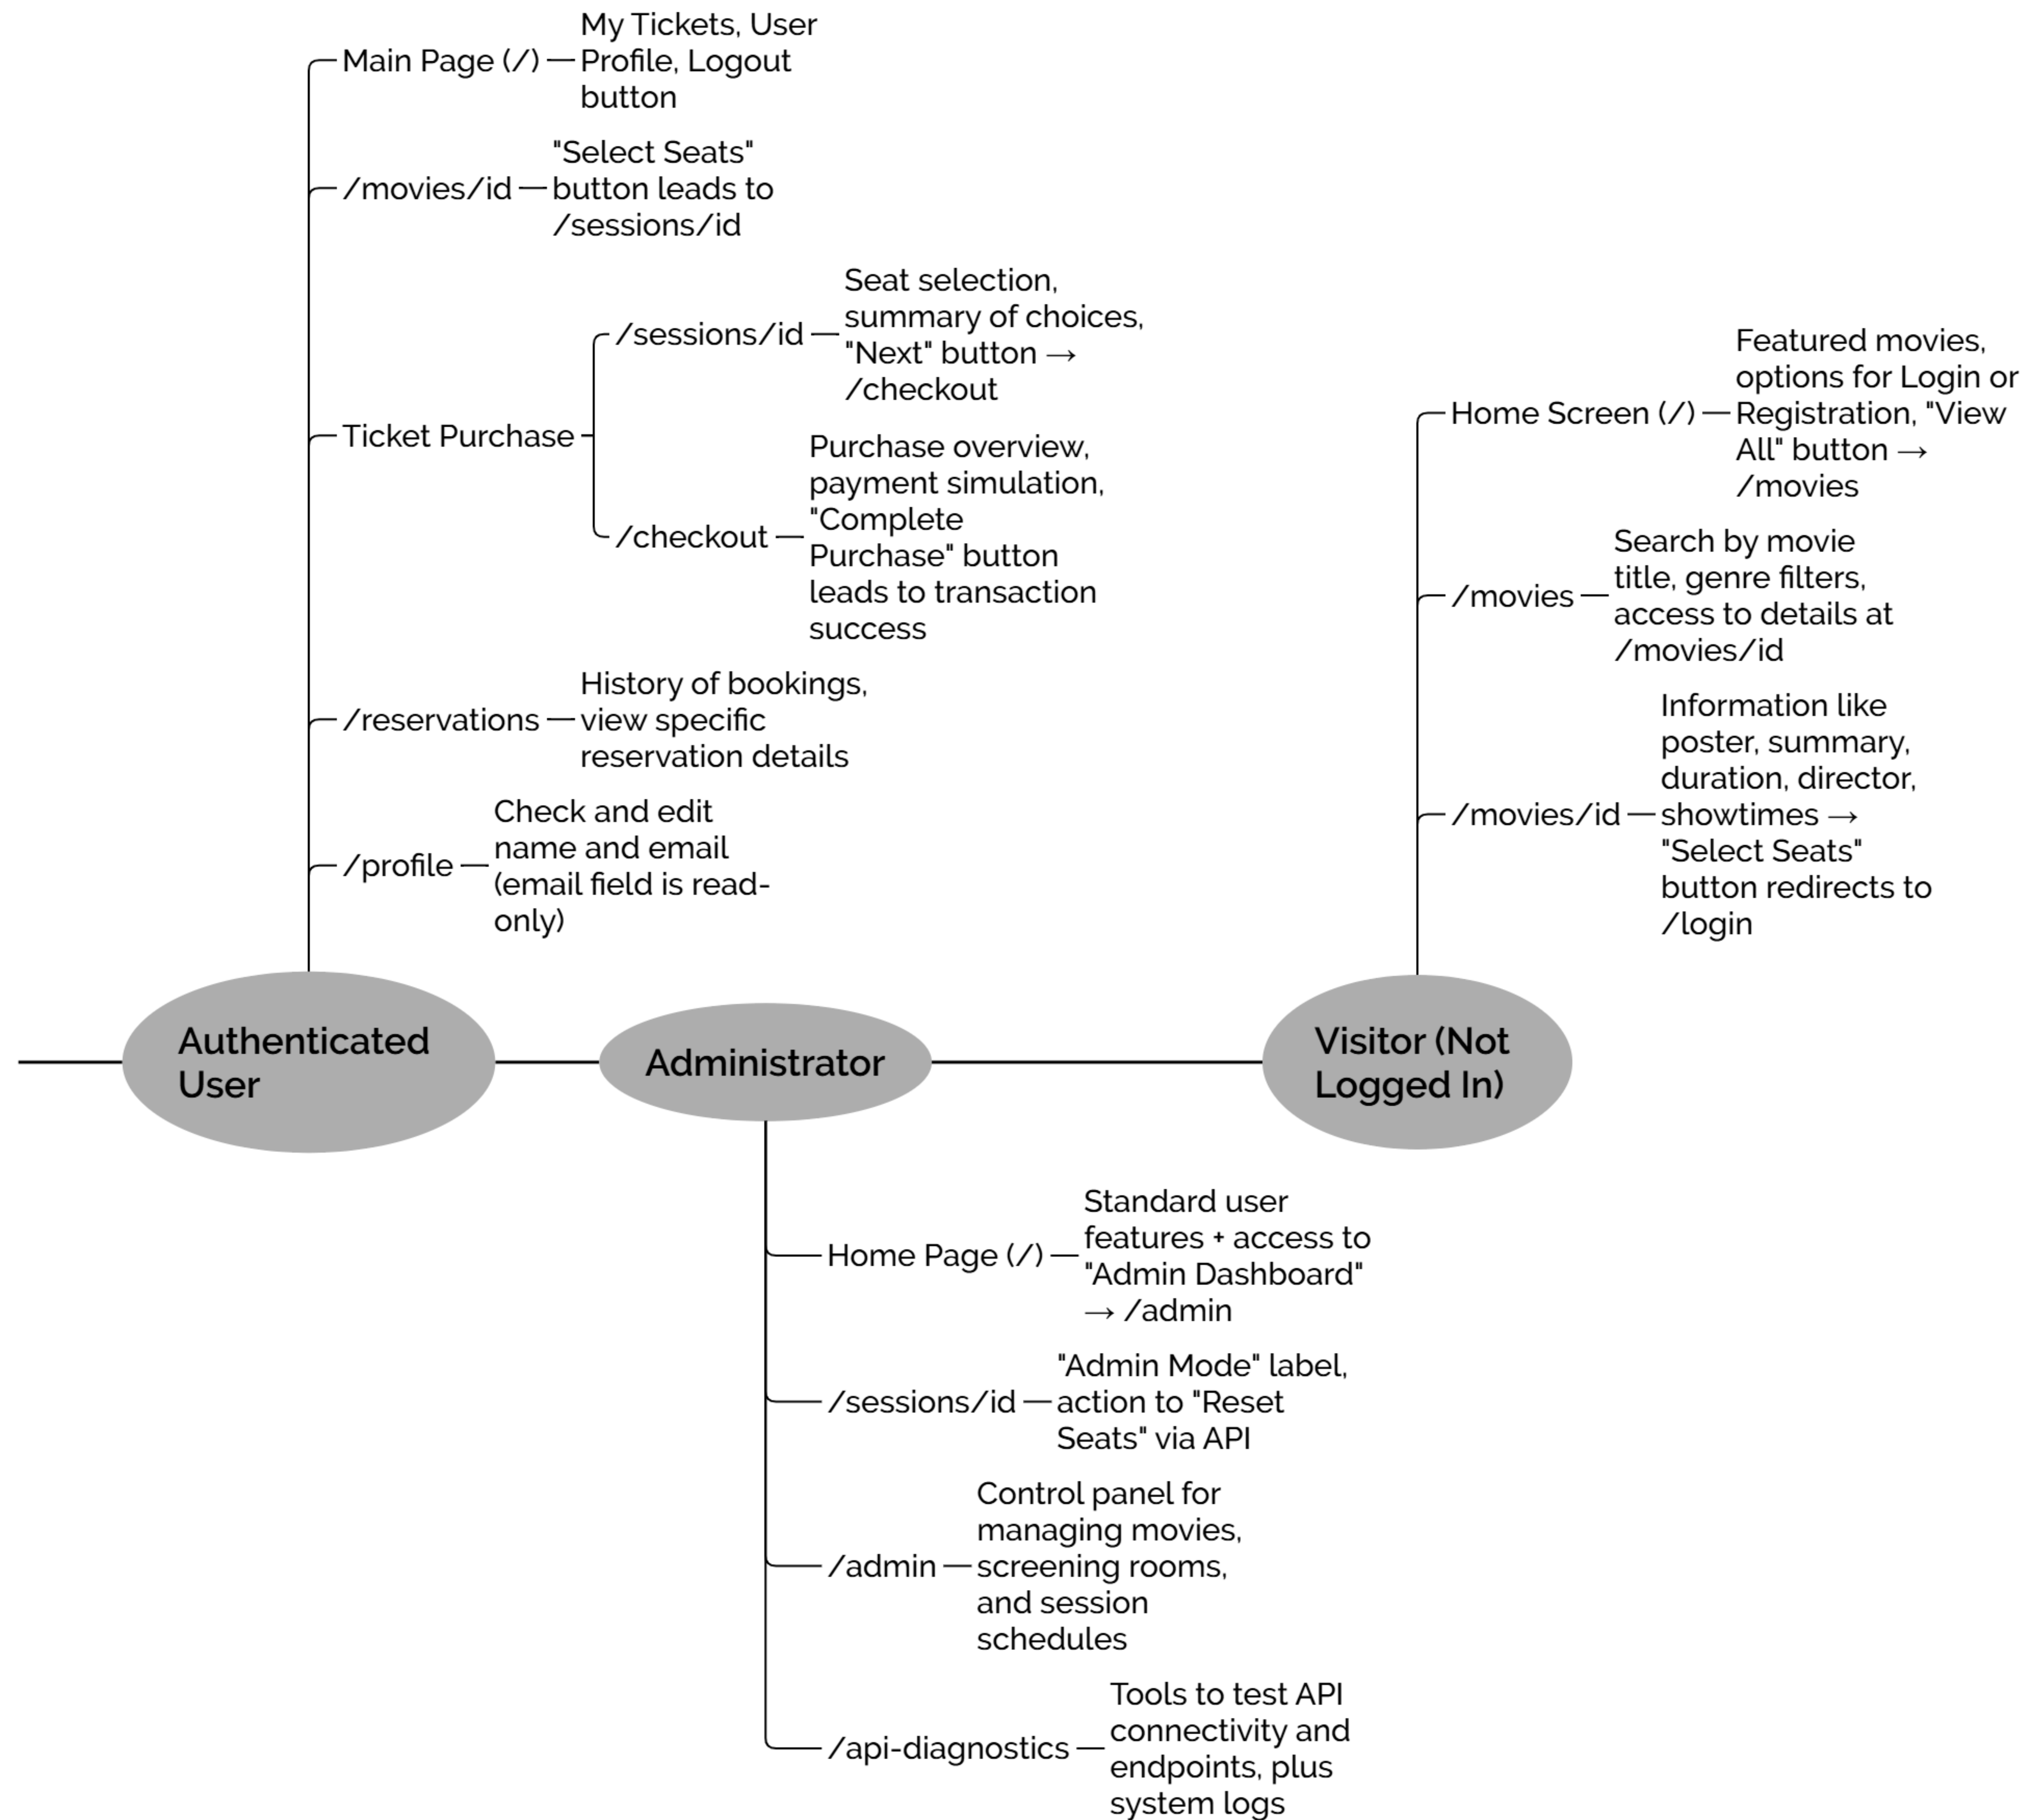 Main Page (/)
My Tickets, User
Profile, Logout
button
/movies/id
"Select Seats"
button leads to
/sessions/id
Ticket Purchase
/sessions/id
Seat selection,
summary of choices,
"Next" button →
/checkout
/checkout
Purchase overview,
payment simulation,
"Complete
Purchase" button
leads to transaction
success
/reservations
History of bookings,
view specific
reservation details
/profile
Check and edit
name and email
(email field is read-
only)
Authenticated
User
Administrator
Home Page (/)
Standard user
features + access to
"Admin Dashboard"
→ /admin
/sessions/id
"Admin Mode" label,
action to "Reset
Seats" via API
/admin
Control panel for
managing movies,
screening rooms,
and session
schedules
/api-diagnostics
Tools to test API
connectivity and
endpoints, plus
system logs
Home Screen (/)
Featured movies,
options for Login or
Registration, "View
All" button →
/movies
/movies
Search by movie
title, genre filters,
access to details at
/movies/id
/movies/id
Information like
poster, summary,
duration, director,
showtimes →
"Select Seats"
button redirects to
/login
Visitor (Not
Logged In)